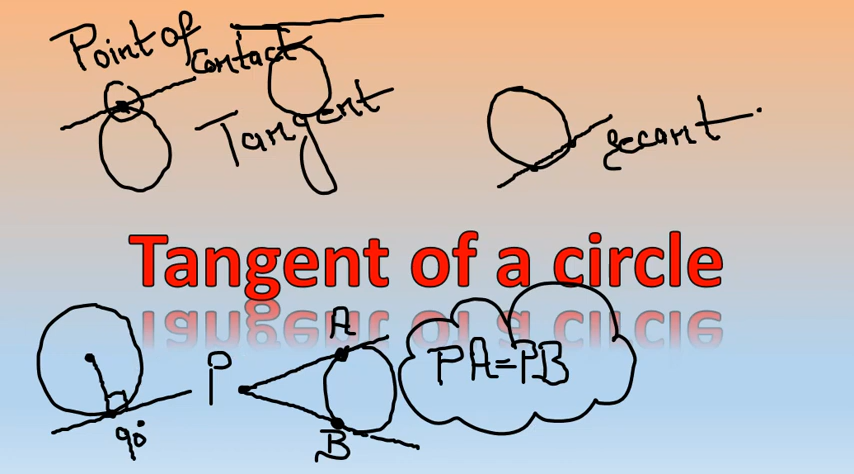 Point of
contact
Tangent
secant
Tangent of a circle
A
P
PA=PB
90°
B